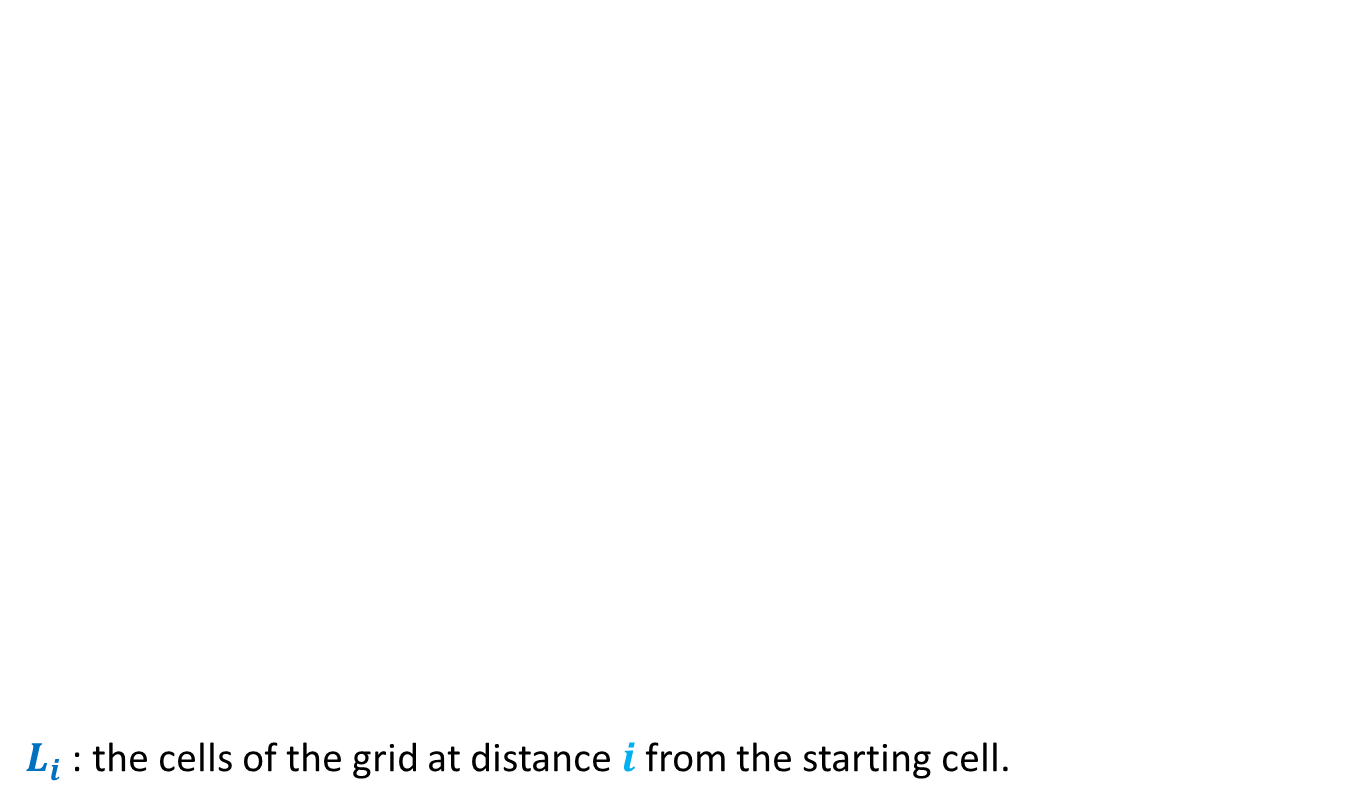 L_i : the cells of the grid at distance i from the starting cell.